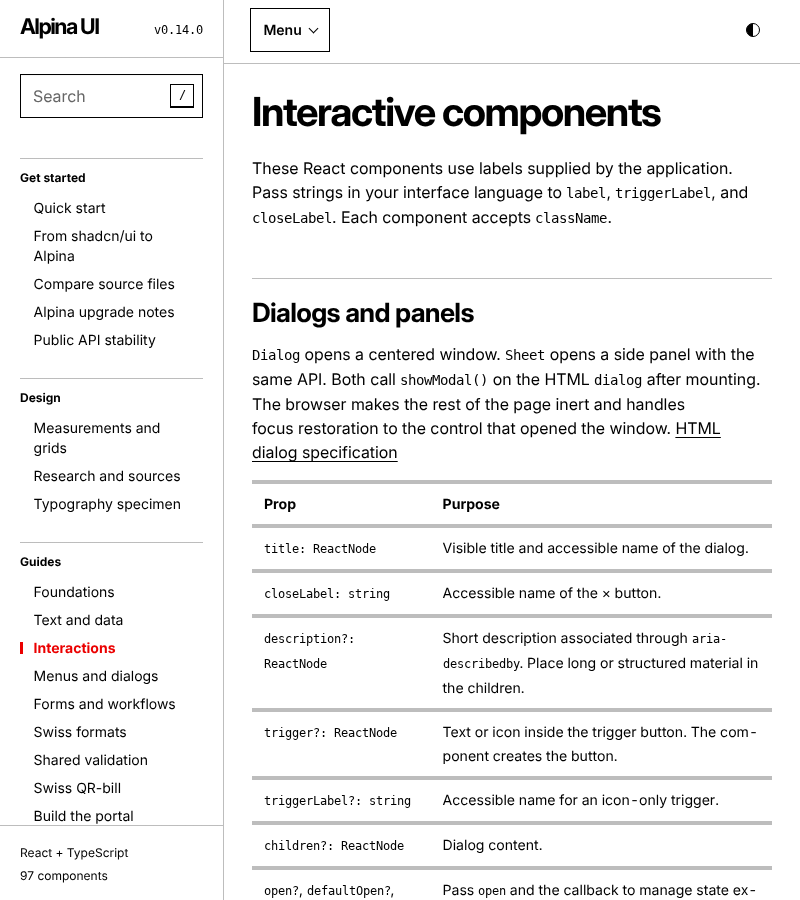 Alpina UI
v0.14.0
Search
/
Get started
Quick start
From shadcn/ui to
Alpina
Compare source files
Alpina upgrade notes
Public API stability
Design
Measurements and
grids
Research and sources
Typography specimen
Guides
Foundations
Text and data
Interactions
Menus and dialogs
Forms and workflows
Swiss formats
Shared validation
Swiss QR-bill
Build the portal
React + TypeScript
97 components
Menu
Interactive components
These React components use labels supplied by the application.
Pass strings in your interface language to label, triggerLabel, and
closeLabel. Each component accepts className.
Dialogs and panels
Dialog opens a centered window. Sheet opens a side panel with the
same API. Both call showModal() on the HTML dialog after mounting.
The browser makes the rest of the page inert and handles
focus restoration to the control that opened the window. HTML
dialog specification
Prop Purpose
title: ReactNode Visible title and accessible name of the dialog.
closeLabel: string Accessible name of the × button.
description?: Short description associated through aria-
ReactNode describedby. Place long or structured material in
the children.
trigger?: ReactNode Text or icon inside the trigger button. The com-
ponent creates the button.
triggerLabel?: string Accessible name for an icon-only trigger.
children?: ReactNode Dialog content.
open?, defaultOpen?, Pass open and the callback to manage state ex-